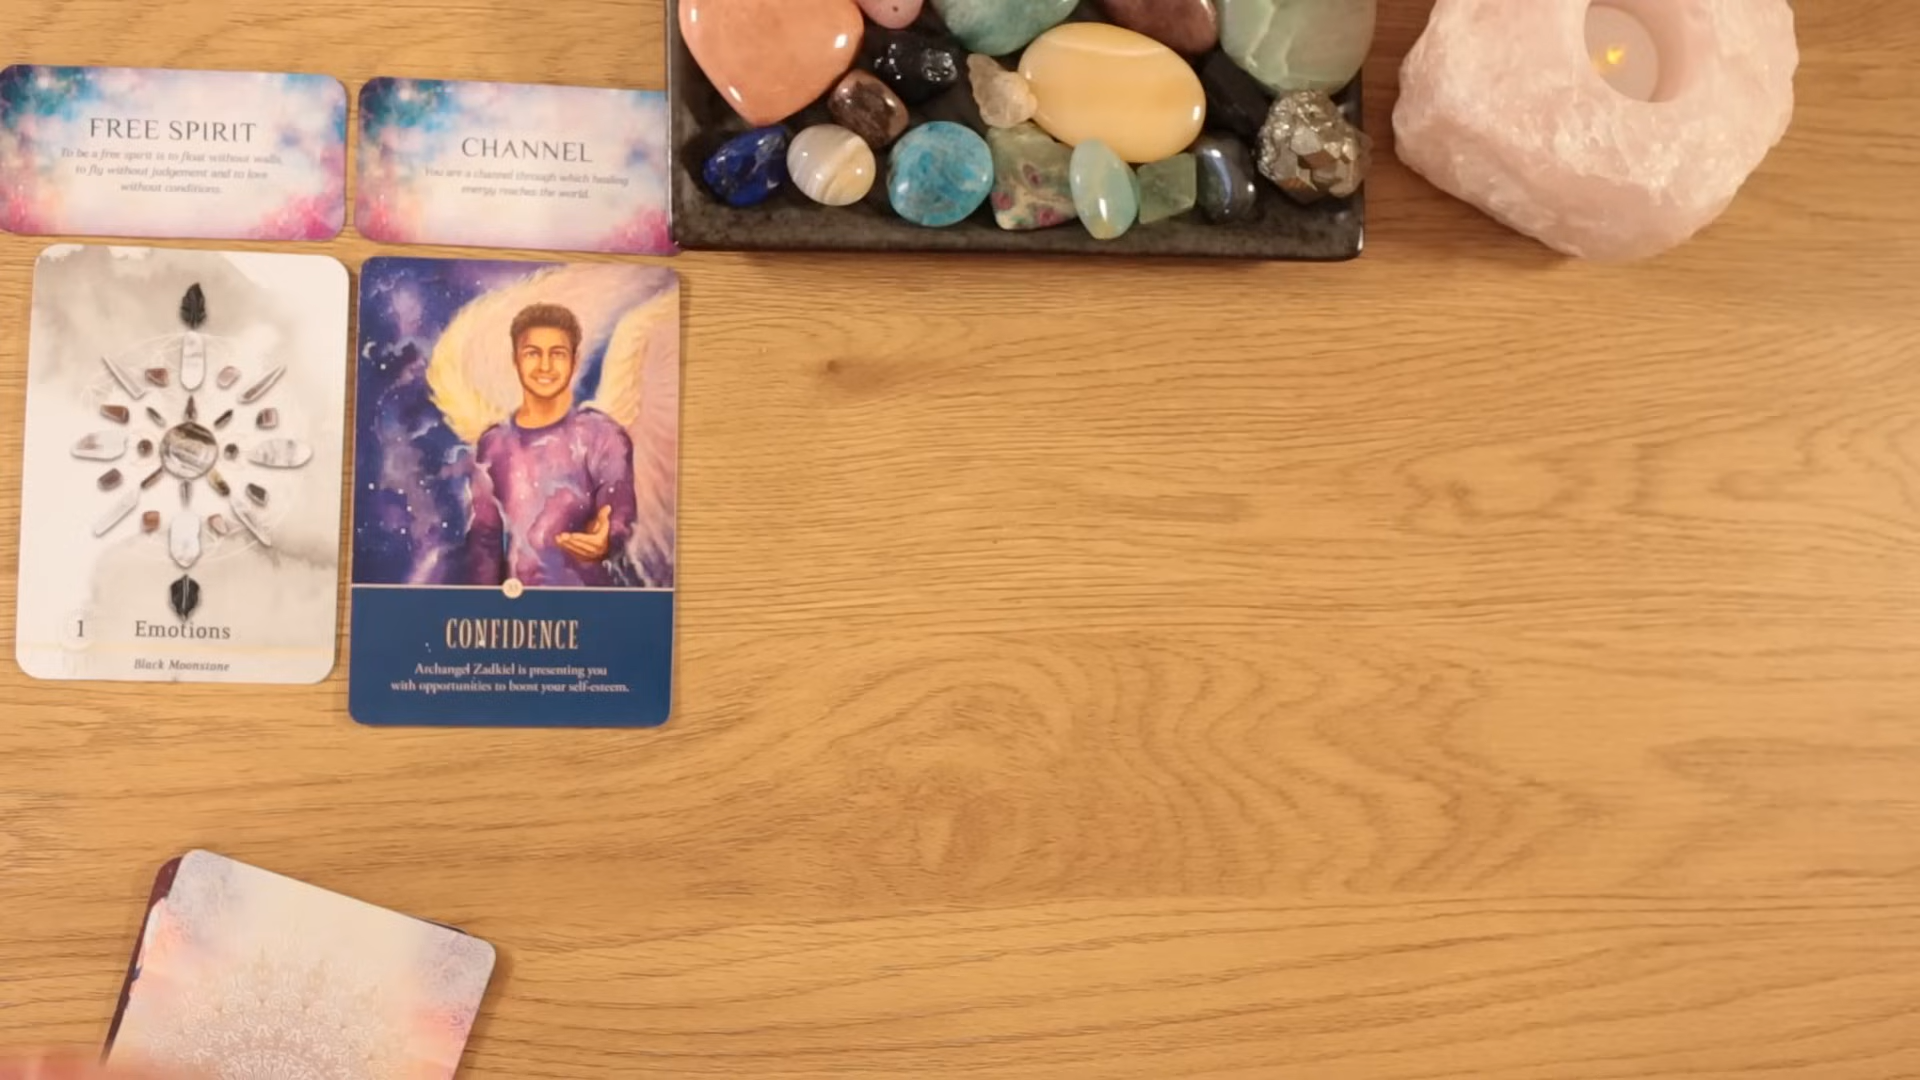 FREE SPIRIT
To be a free spirit is to float without walls,
to fly without judgement and to love
without conditions.
CHANNEL
You are a channel through which healing
energy reaches the world.
1 Emotions
Black Moonstone
CONFIDENCE
Archangel Zadkiel is presenting you
with opportunities to boost your self-esteem.